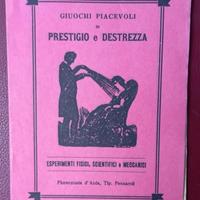 GIUOCHI PIACEVOLI
DI
PRESTIGIO e DESTREZZA
ESPERIMENTI FISICI, SCIENTIFICI e MECCANICI
Fiorenzuola d'Arda, Tip. Pennaroli